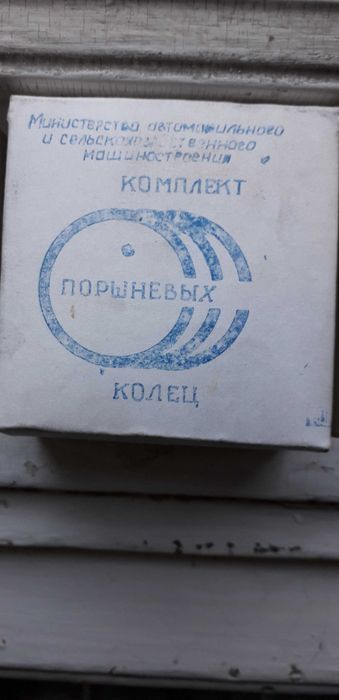 Министерство автомобильного
и сельскохозяйственного
машиностроения
КОМПЛЕКТ
ПОРШНЕВЫХ
КОЛЕЦ